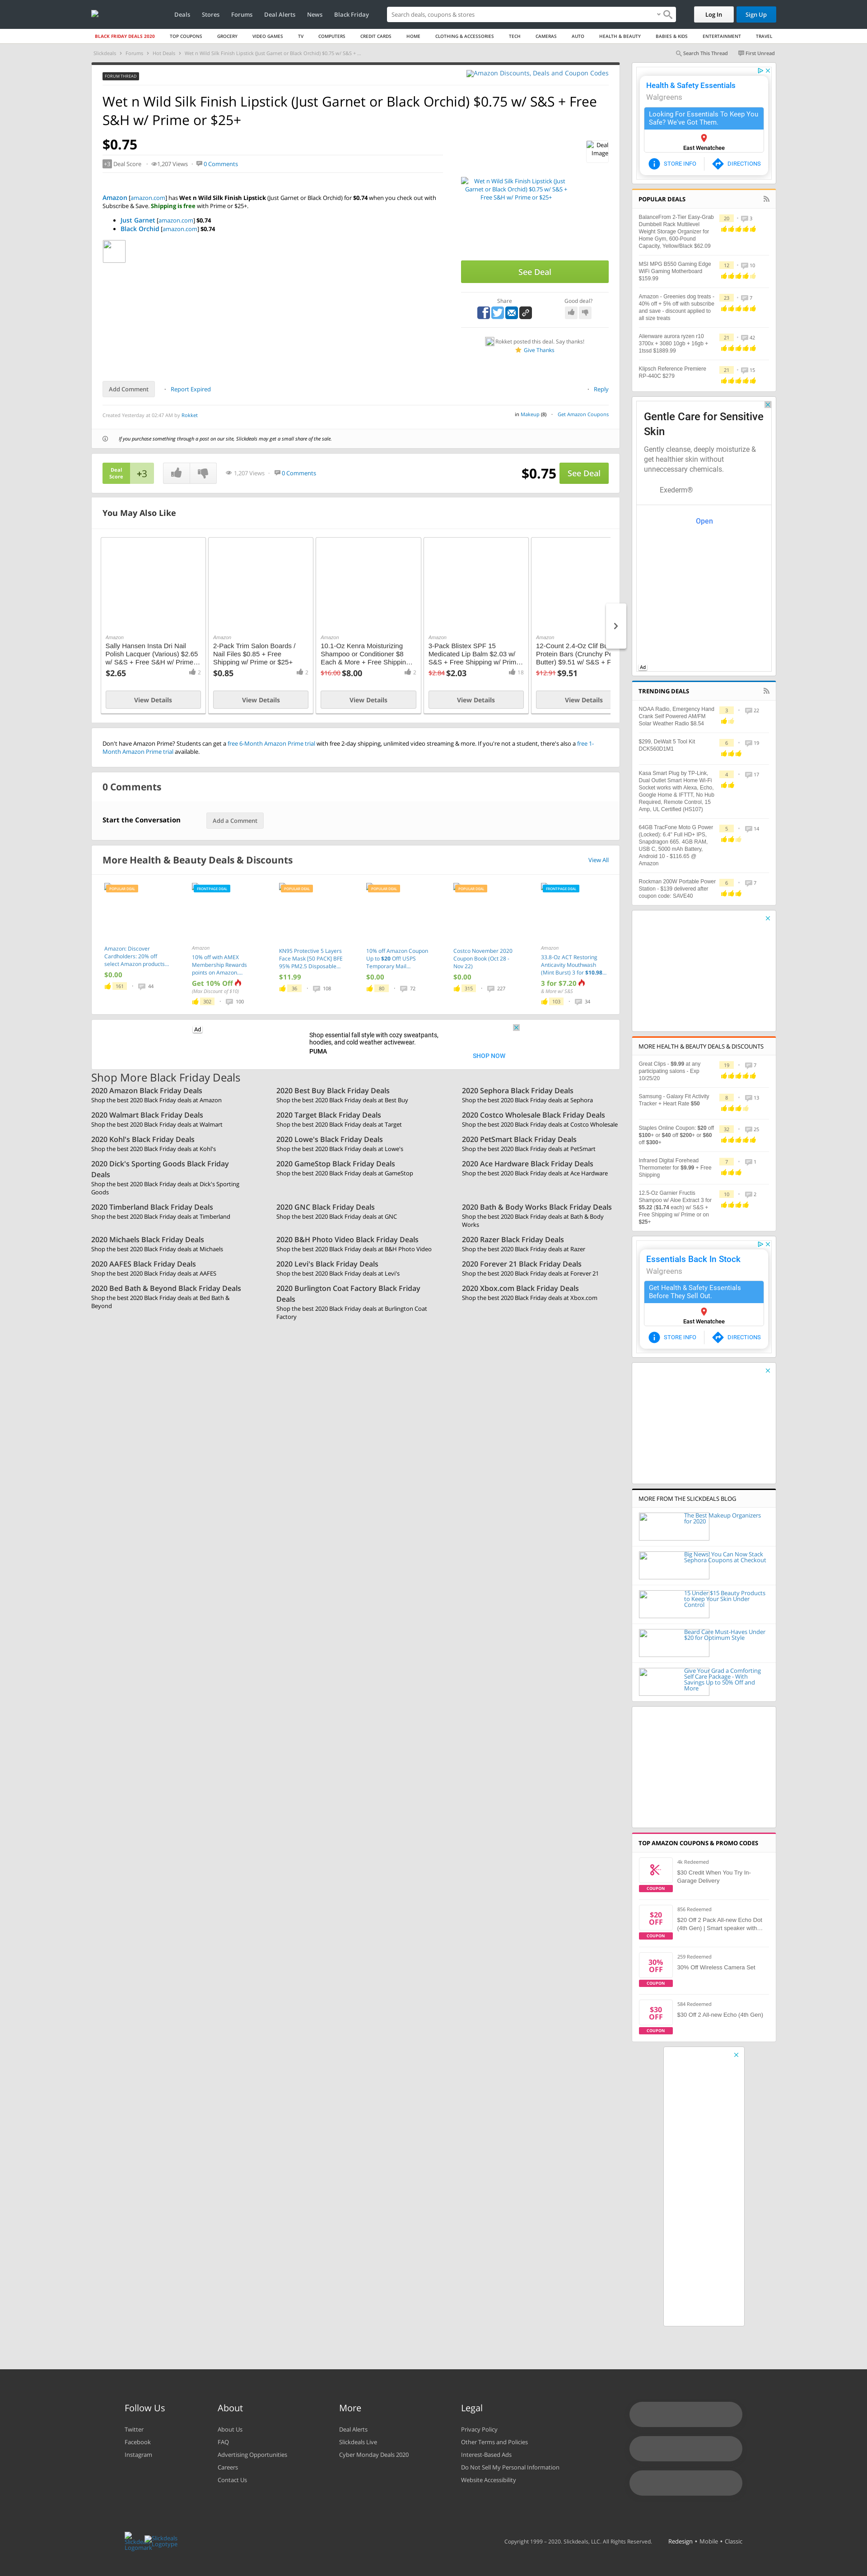 Deals
Stores
Forums
Deal Alerts
News
Black Friday
Search deals, coupons & stores
Log In
Sign Up
BLACK FRIDAY DEALS 2020
TOP COUPONS
GROCERY
VIDEO GAMES
TV
COMPUTERS
CREDIT CARDS
HOME
CLOTHING & ACCESSORIES
TECH
CAMERAS
AUTO
HEALTH & BEAUTY
BABIES & KIDS
ENTERTAINMENT
TRAVEL
Slickdeals
Forums
Hot Deals
Wet n Wild Silk Finish Lipstick (Just Garnet or Black Orchid) $0.75 w/ S&S + ...
Search This Thread
First Unread
FORUM THREAD
Amazon Discounts, Deals and Coupon Codes
Wet n Wild Silk Finish Lipstick (Just Garnet or Black Orchid) $0.75 w/ S&S + Free
S&H w/ Prime or $25+
$0.75
Deal Image
+3 Deal Score
1,207 Views
0 Comments
Wet n Wild Silk Finish Lipstick (Just
Garnet or Black Orchid) $0.75 w/ S&S +
Free S&H w/ Prime or $25+
Amazon [amazon.com] has Wet n Wild Silk Finish Lipstick (Just Garnet or Black Orchid) for $0.74 when you check out with
Subscribe & Save. Shipping is free with Prime or $25+.
Just Garnet [amazon.com] $0.74
Black Orchid [amazon.com] $0.74
See Deal
Share
Good deal?
Rokket posted this deal. Say thanks!
Give Thanks
Add Comment
Report Expired
Reply
Created Yesterday at 02:47 AM by Rokket
in Makeup (8)
Get Amazon Coupons
If you purchase something through a post on our site, Slickdeals may get a small share of the sale.
Deal
Score
+3
1,207 Views
0 Comments
$0.75
See Deal
You May Also Like
Amazon
Sally Hansen Insta Dri Nail
Polish Lacquer (Various) $2.65
w/ S&S + Free S&H w/ Prime...
$2.65
2
View Details
Amazon
2-Pack Trim Salon Boards /
Nail Files $0.85 + Free
Shipping w/ Prime or $25+
$0.85
2
View Details
Amazon
10.1-Oz Kenra Moisturizing
Shampoo or Conditioner $8
Each & More + Free Shippin...
$16.00 $8.00
2
View Details
Amazon
3-Pack Blistex SPF 15
Medicated Lip Balm $2.03 w/
S&S + Free Shipping w/ Prim...
$2.84 $2.03
18
View Details
Amazon
12-Count 2.4-Oz Clif B
Protein Bars (Crunchy Pe
Butter) $9.51 w/ S&S + F
$12.91 $9.51
View Details
Don't have Amazon Prime? Students can get a free 6-Month Amazon Prime trial with free 2-day shipping, unlimited video streaming & more. If you're not a student, there's also a free 1-
Month Amazon Prime trial available.
0 Comments
Start the Conversation
Add a Comment
More Health & Beauty Deals & Discounts
View All
POPULAR DEAL
Amazon: Discover
Cardholders: 20% off
select Amazon products...
$0.00
161
44
FRONTPAGE DEAL
Amazon
10% off with AMEX
Membership Rewards
points on Amazon....
Get 10% Off
(Max Discount of $10)
302
100
POPULAR DEAL
KN95 Protective 5 Layers
Face Mask [50 PACK] BFE
95% PM2.5 Disposable...
$11.99
36
108
POPULAR DEAL
10% off Amazon Coupon
Up to $20 Off! USPS
Temporary Mail...
$0.00
80
72
POPULAR DEAL
Costco November 2020
Coupon Book (Oct 28 -
Nov 22)
$0.00
315
227
FRONTPAGE DEAL
Amazon
33.8-Oz ACT Restoring
Anticavity Mouthwash
(Mint Burst) 3 for $10.98...
3 for $7.20
& More w/ S&S
103
34
Ad
Shop essential fall style with cozy sweatpants,
hoodies, and cold weather activewear.
PUMA
SHOP NOW
Shop More Black Friday Deals
2020 Amazon Black Friday Deals
Shop the best 2020 Black Friday deals at Amazon
2020 Best Buy Black Friday Deals
Shop the best 2020 Black Friday deals at Best Buy
2020 Sephora Black Friday Deals
Shop the best 2020 Black Friday deals at Sephora
2020 Walmart Black Friday Deals
Shop the best 2020 Black Friday deals at Walmart
2020 Target Black Friday Deals
Shop the best 2020 Black Friday deals at Target
2020 Costco Wholesale Black Friday Deals
Shop the best 2020 Black Friday deals at Costco Wholesale
2020 Kohl's Black Friday Deals
Shop the best 2020 Black Friday deals at Kohl's
2020 Lowe's Black Friday Deals
Shop the best 2020 Black Friday deals at Lowe's
2020 PetSmart Black Friday Deals
Shop the best 2020 Black Friday deals at PetSmart
2020 Dick's Sporting Goods Black Friday
Deals
Shop the best 2020 Black Friday deals at Dick's Sporting
Goods
2020 GameStop Black Friday Deals
Shop the best 2020 Black Friday deals at GameStop
2020 Ace Hardware Black Friday Deals
Shop the best 2020 Black Friday deals at Ace Hardware
2020 Timberland Black Friday Deals
Shop the best 2020 Black Friday deals at Timberland
2020 GNC Black Friday Deals
Shop the best 2020 Black Friday deals at GNC
2020 Bath & Body Works Black Friday Deals
Shop the best 2020 Black Friday deals at Bath & Body
Works
2020 Michaels Black Friday Deals
Shop the best 2020 Black Friday deals at Michaels
2020 B&H Photo Video Black Friday Deals
Shop the best 2020 Black Friday deals at B&H Photo Video
2020 Razer Black Friday Deals
Shop the best 2020 Black Friday deals at Razer
2020 AAFES Black Friday Deals
Shop the best 2020 Black Friday deals at AAFES
2020 Levi's Black Friday Deals
Shop the best 2020 Black Friday deals at Levi's
2020 Forever 21 Black Friday Deals
Shop the best 2020 Black Friday deals at Forever 21
2020 Bed Bath & Beyond Black Friday Deals
Shop the best 2020 Black Friday deals at Bed Bath &
Beyond
2020 Burlington Coat Factory Black Friday
Deals
Shop the best 2020 Black Friday deals at Burlington Coat
Factory
2020 Xbox.com Black Friday Deals
Shop the best 2020 Black Friday deals at Xbox.com
Health & Safety Essentials
Walgreens
Looking For Essentials To Keep You
Safe? We've Got Them.
East Wenatchee
STORE INFO
DIRECTIONS
POPULAR DEALS
BalanceFrom 2-Tier Easy-Grab
Dumbbell Rack Multilevel
Weight Storage Organizer for
Home Gym, 600-Pound
Capacity, Yellow/Black $62.09
20
3
MSI MPG B550 Gaming Edge
WiFi Gaming Motherboard
$159.99
12
10
Amazon - Greenies dog treats -
40% off + 5% off with subscribe
and save - discount applied to
all size treats
23
7
Alienware aurora ryzen r10
3700x + 3080 10gb + 16gb +
1tssd $1889.99
21
42
Klipsch Reference Premiere
RP-440C $279
21
15
Gentle Care for Sensitive
Skin
Gently cleanse, deeply moisturize &
get healthier skin without
unneccessary chemicals.
Exederm®
Open
Ad
TRENDING DEALS
NOAA Radio, Emergency Hand
Crank Self Powered AM/FM
Solar Weather Radio $8.54
3
22
$299, DeWalt 5 Tool Kit
DCK560D1M1
6
19
Kasa Smart Plug by TP-Link,
Dual Outlet Smart Home Wi-Fi
Socket works with Alexa, Echo,
Google Home & IFTTT, No Hub
Required, Remote Control, 15
Amp, UL Certified (HS107)
4
17
64GB TracFone Moto G Power
(Locked): 6.4" Full HD+ IPS,
Snapdragon 665. 4GB RAM,
USB C, 5000 mAh Battery,
Android 10 - $116.65 @
Amazon
5
14
Rockman 200W Portable Power
Station - $139 delivered after
coupon code: SAVE40
6
7
MORE HEALTH & BEAUTY DEALS & DISCOUNTS
Great Clips - $9.99 at any
participating salons - Exp
10/25/20
19
7
Samsung - Galaxy Fit Activity
Tracker + Heart Rate $50
8
13
Staples Online Coupon: $20 off
$100+ or $40 off $200+ or $60
off $300+
32
25
Infrared Digital Forehead
Thermometer for $9.99 + Free
Shipping
7
1
12.5-Oz Garnier Fructis
Shampoo w/ Aloe Extract 3 for
$5.22 ($1.74 each) w/ S&S +
Free Shipping w/ Prime or on
$25+
10
2
Essentials Back In Stock
Walgreens
Get Health & Safety Essentials
Before They Sell Out.
East Wenatchee
STORE INFO
DIRECTIONS
MORE FROM THE SLICKDEALS BLOG
The Best Makeup Organizers
for 2020
Big News! You Can Now Stack
Sephora Coupons at Checkout
15 Under $15 Beauty Products
to Keep Your Skin Under
Control
Beard Care Must-Haves Under
$20 for Optimum Style
Give Your Grad a Comforting
Self Care Package - With
Savings Up to 50% Off and
More
TOP AMAZON COUPONS & PROMO CODES
COUPON
4k Redeemed
$30 Credit When You Try In-
Garage Delivery
$20
OFF
COUPON
856 Redeemed
$20 Off 2 Pack All-new Echo Dot
(4th Gen) | Smart speaker with...
30%
OFF
COUPON
259 Redeemed
30% Off Wireless Camera Set
$30
OFF
COUPON
584 Redeemed
$30 Off 2 All-new Echo (4th Gen)
Follow Us
Twitter
Facebook
Instagram
About
About Us
FAQ
Advertising Opportunities
Careers
Contact Us
More
Deal Alerts
Slickdeals Live
Cyber Monday Deals 2020
Legal
Privacy Policy
Other Terms and Policies
Interest-Based Ads
Do Not Sell My Personal Information
Website Accessibility
Slickdeals
Logotype
Logomark
Copyright 1999 – 2020. Slickdeals, LLC. All Rights Reserved.
Redesign • Mobile • Classic